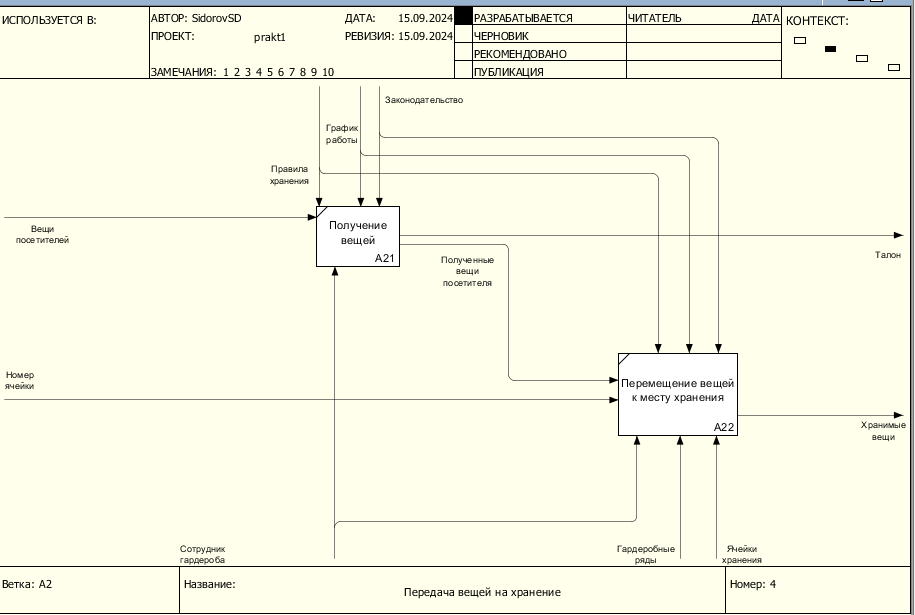 ИСПОЛЬЗУЕТСЯ В:
АВТОР: SidorovSD
ДАТА: 15.09.2024
РАЗРАБАТЫВАЕТСЯ
ЧИТАТЕЛЬ
ДАТА
КОНТЕКСТ:
ПРОЕКТ: prakt1
РЕВИЗИЯ: 15.09.2024
ЧЕРНОВИК
РЕКОМЕНДОВАНО
ЗАМЕЧАНИЯ: 1 2 3 4 5 6 7 8 9 10
ПУБЛИКАЦИЯ
Законодательство
График
работы
Правила
хранения
Вещи
посетителей
Получение
вещей
A21
Талон
Полученные
вещи
посетителя
Номер
ячейки
Перемещение вещей
к месту хранения
A22
Хранимые
вещи
Сотрудник
гардероба
Гардеробные
ряды
Ячейки
хранения
Ветка: A2
Название:
Передача вещей на хранение
Номер: 4